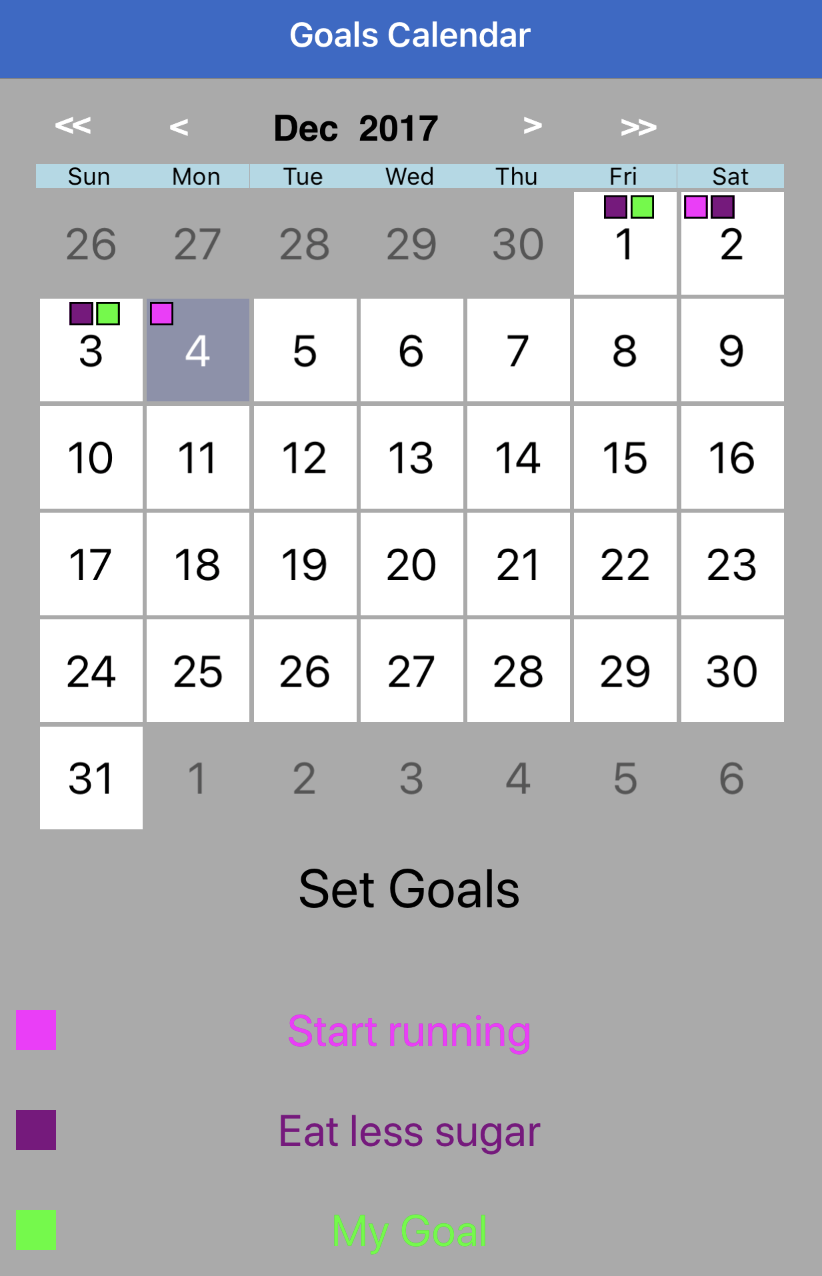 Goals Calendar
<< < Dec 2017 > >>
Sun Mon Tue Wed Thu Fri Sat
26 27 28 29 30 1 2
3 4 5 6 7 8 9
10 11 12 13 14 15 16
17 18 19 20 21 22 23
24 25 26 27 28 29 30
31 1 2 3 4 5 6
Set Goals
Start running
Eat less sugar
My Goal